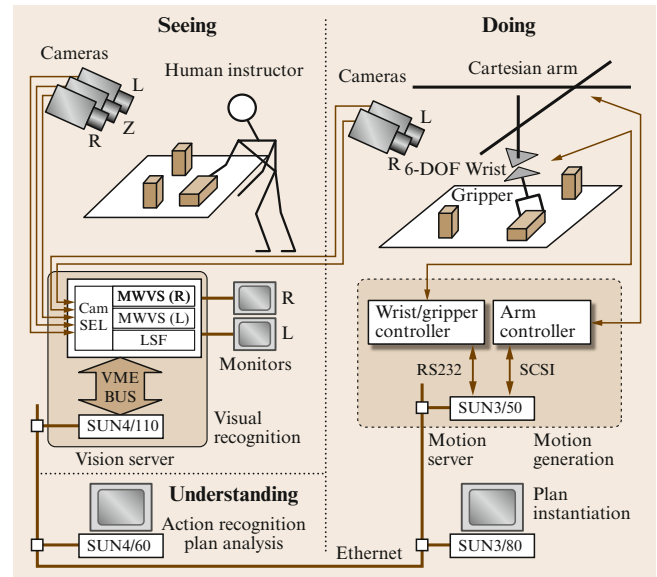 Seeing
Doing
Cameras
L
Z
R
Human instructor
Cameras
L
R
Cartesian arm
6-DOF Wrist
Gripper
Cam
SEL
MWVS (R)
MWVS (L)
LSF
R
L
Monitors
VME
BUS
SUN4/110
Visual
recognition
Vision server
Wrist/gripper
controller
Arm
controller
RS232
SCSI
SUN3/50
Motion
server
Motion
generation
Understanding
Action recognition
plan analysis
SUN4/60
Ethernet
Plan
instantiation
SUN3/80